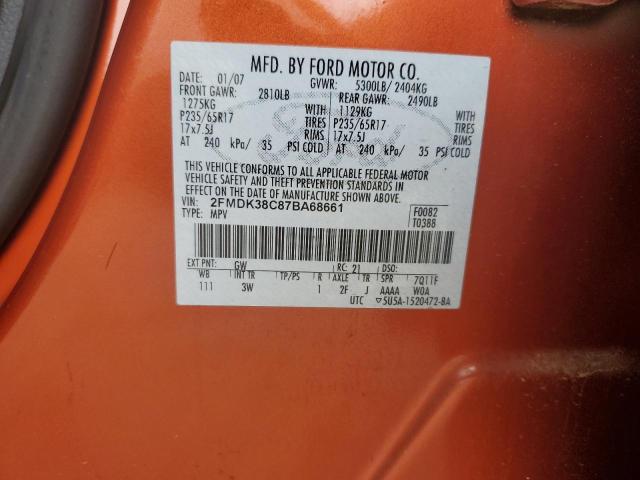 MFD. BY FORD MOTOR CO.
DATE: 01/07 GVWR: 5300LB/ 2404KG
FRONT GAWR: 2810LB REAR GAWR: 2490LB
1275KG WITH 1129KG WITH
P235/65R17 TIRES P235/65R17 TIRES
17x7.5J RIMS 17x7.5J RIMS
AT 240 kPa/ 35 PSI COLD AT 240 kPa/ 35 PSI COLD
THIS VEHICLE CONFORMS TO ALL APPLICABLE FEDERAL MOTOR
VEHICLE SAFETY AND THEFT PREVENTION STANDARDS IN
EFFECT ON THE DATE OF MANUFACTURE SHOWN ABOVE.
VIN: 2FMDK38C87BA68661 F0082
TYPE: MPV T0388
EXT PNT: GW RC: 21 DSO:
WB INT TR TP/PS R AXLE TR SPR 7Q11F
111 3W 1 2F J AAAA W0A
UTC ▽5U5A-1520472-BA
Ford